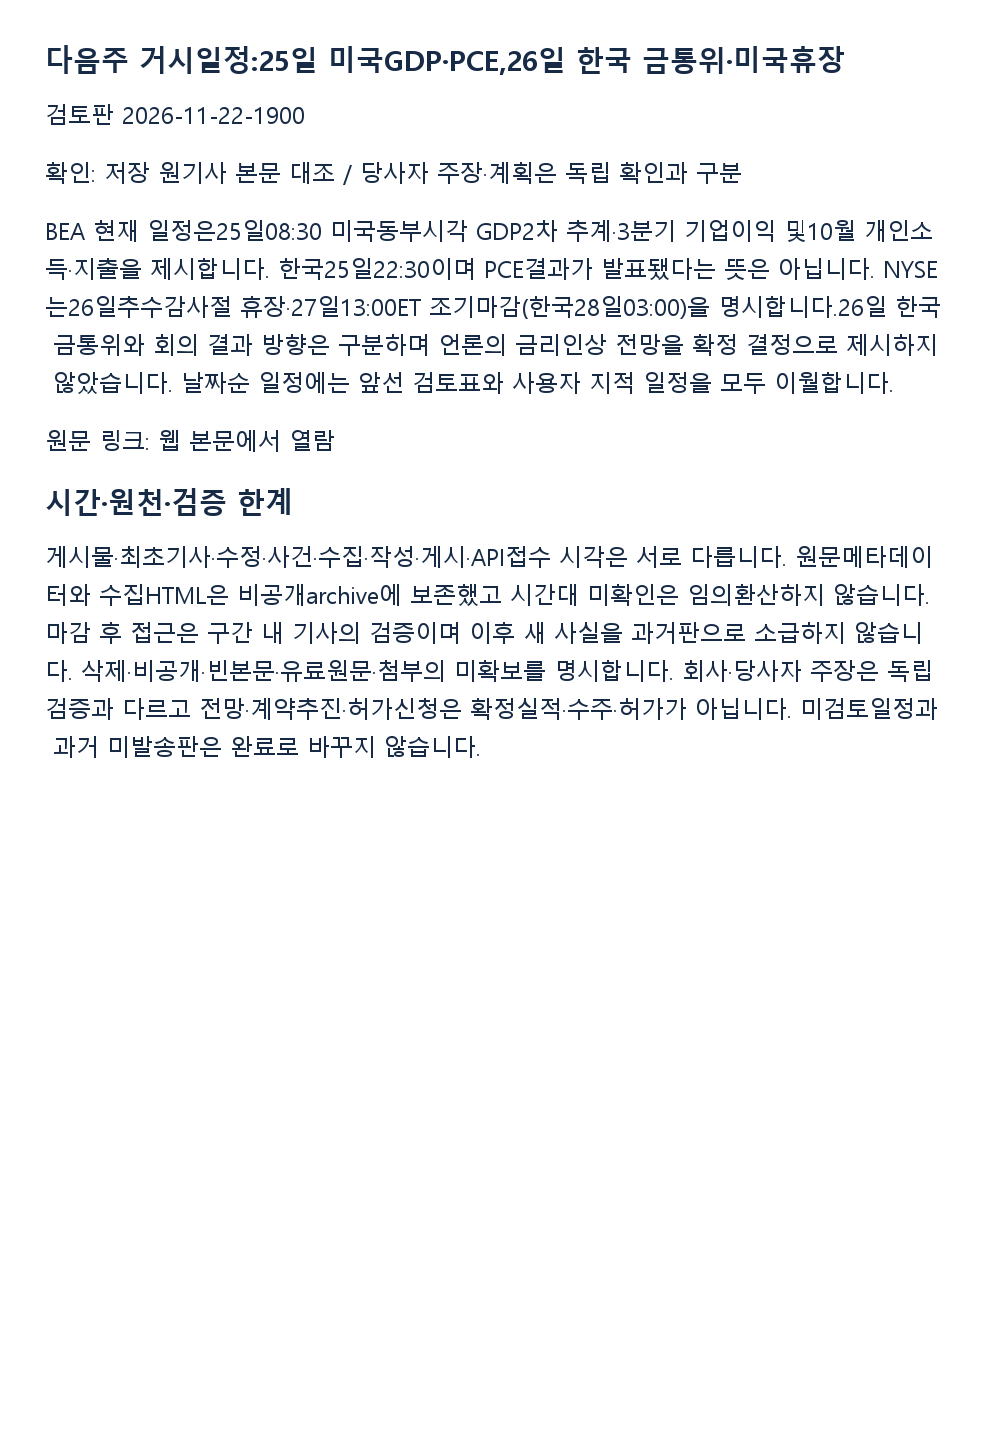 다음주 거시일정:25일 미국GDP·PCE,26일 한국 금통위·미국휴장
검토판 2026-11-22-1900
확인: 저장 원기사 본문 대조 / 당사자 주장·계획은 독립 확인과 구분
BEA 현재 일정은25일08:30 미국동부시각 GDP2차 추계·3분기 기업이익 및10월 개인소
득·지출을 제시합니다. 한국25일22:30이며 PCE결과가 발표됐다는 뜻은 아닙니다. NYSE
는26일추수감사절 휴장·27일13:00ET 조기마감(한국28일03:00)을 명시합니다.26일 한국
금통위와 회의 결과 방향은 구분하며 언론의 금리인상 전망을 확정 결정으로 제시하지
않았습니다. 날짜순 일정에는 앞선 검토표와 사용자 지적 일정을 모두 이월합니다.
원문 링크: 웹 본문에서 열람
시간·원천·검증 한계
게시물·최초기사·수정·사건·수집·작성·게시·API접수 시각은 서로 다릅니다. 원문메타데이
터와 수집HTML은 비공개archive에 보존했고 시간대 미확인은 임의환산하지 않습니다.
마감 후 접근은 구간 내 기사의 검증이며 이후 새 사실을 과거판으로 소급하지 않습니
다. 삭제·비공개·빈본문·유료원문·첨부의 미확보를 명시합니다. 회사·당사자 주장은 독립
검증과 다르고 전망·계약추진·허가신청은 확정실적·수주·허가가 아닙니다. 미검토일정과
과거 미발송판은 완료로 바꾸지 않습니다.